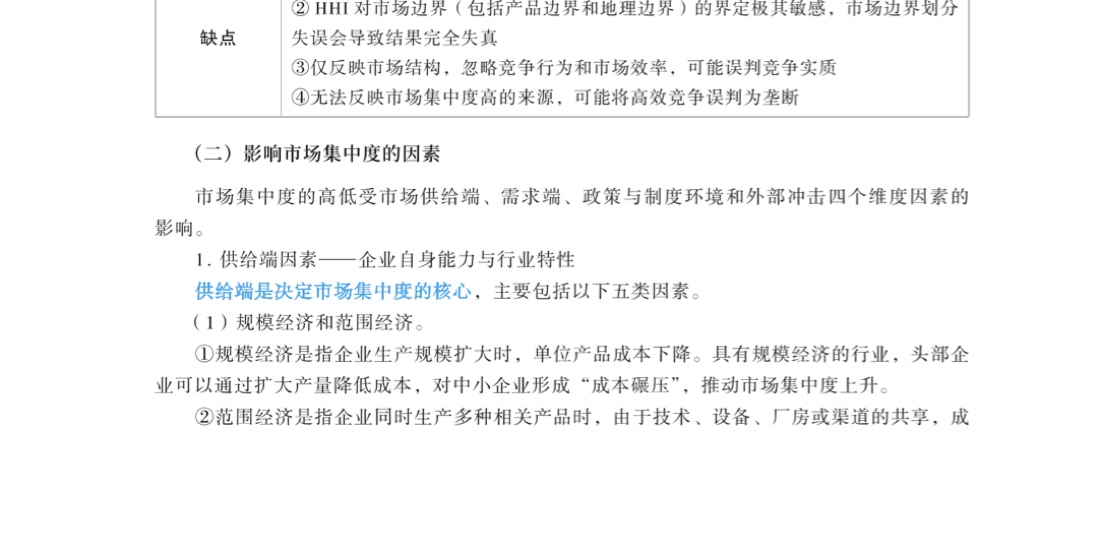 ② HHI 对市场边界（包括产品边界和地理边界）的界定极其敏感，市场边界划分
缺点
失误会导致结果完全失真
③仅反映市场结构，忽略竞争行为和市场效率，可能误判竞争实质
④无法反映市场集中度高的来源，可能将高效竞争误判为垄断
（二）影响市场集中度的因素
市场集中度的高低受市场供给端、需求端、政策与制度环境和外部冲击四个维度因素的
影响。
1. 供给端因素——企业自身能力与行业特性
供给端是决定市场集中度的核心，主要包括以下五类因素。
（1）规模经济和范围经济。
①规模经济是指企业生产规模扩大时，单位产品成本下降。具有规模经济的行业，头部企
业可以通过扩大产量降低成本，对中小企业形成“成本碾压”，推动市场集中度上升。
②范围经济是指企业同时生产多种相关产品时，由于技术、设备、厂房或渠道的共享，成